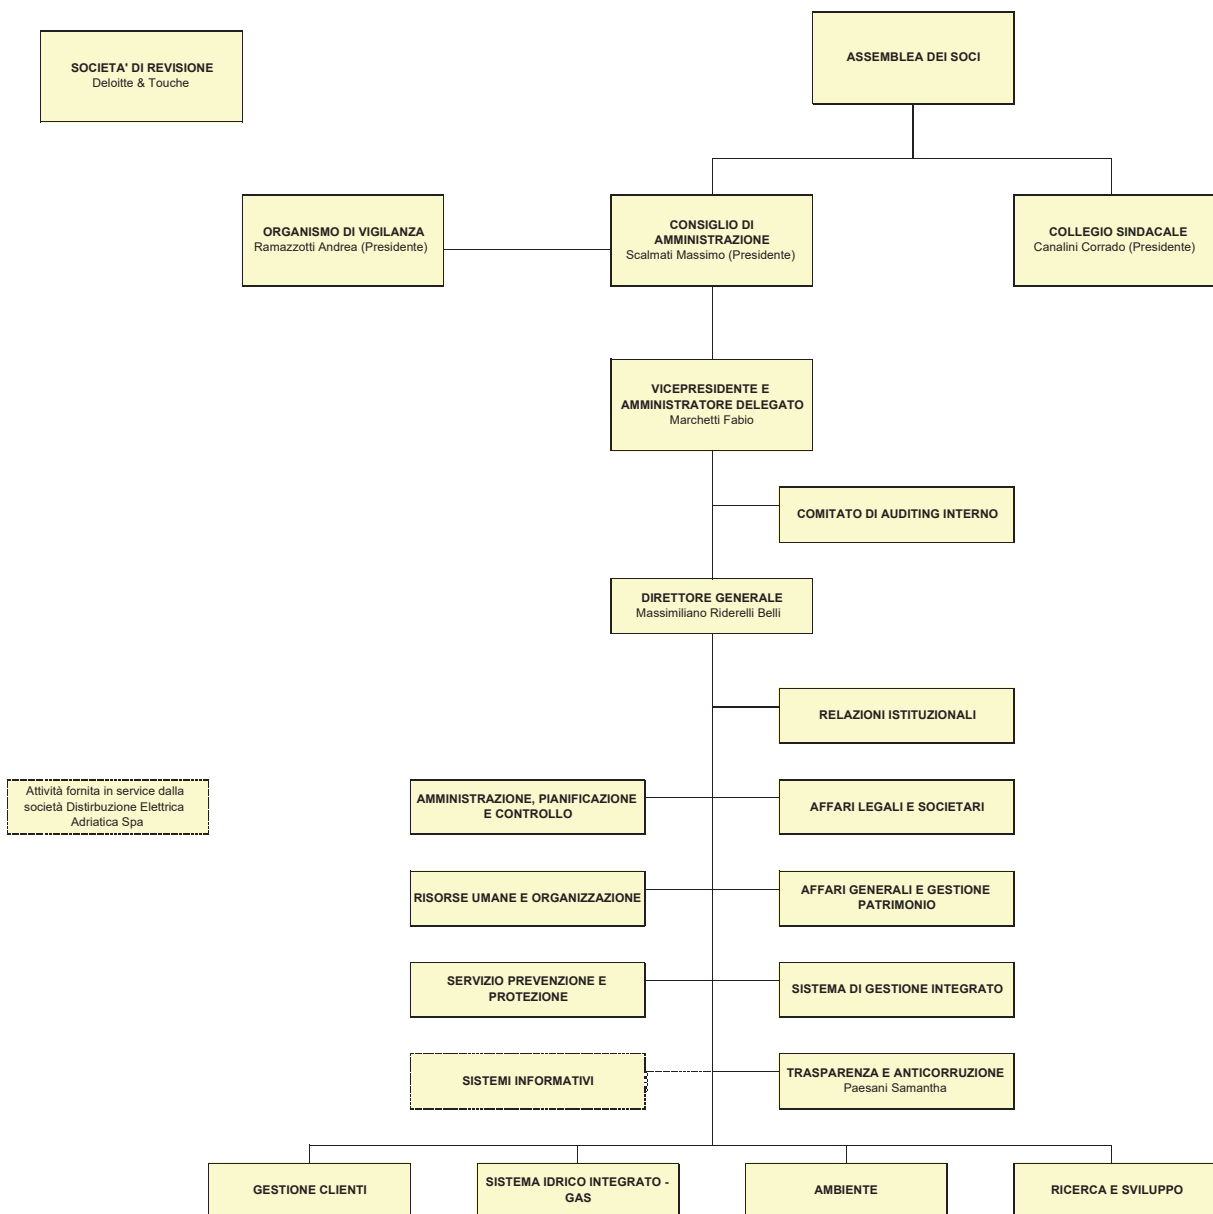 ASSEMBLEA DEI SOCI
SOCIETA' DI REVISIONE
Deloitte & Touche
ORGANISMO DI VIGILANZA
Ramazzotti Andrea (Presidente)
CONSIGLIO DI
AMMINISTRAZIONE
Scalmati Massimo (Presidente)
COLLEGIO SINDACALE
Canalini Corrado (Presidente)
VICEPRESIDENTE E
AMMINISTRATORE DELEGATO
Marchetti Fabio
COMITATO DI AUDITING INTERNO
DIRETTORE GENERALE
Massimiliano Riderelli Belli
RELAZIONI ISTITUZIONALI
Attività fornita in service dalla
società Distirbuzione Elettrica
Adriatica Spa
AMMINISTRAZIONE, PIANIFICAZIONE
E CONTROLLO
AFFARI LEGALI E SOCIETARI
RISORSE UMANE E ORGANIZZAZIONE
AFFARI GENERALI E GESTIONE
PATRIMONIO
SERVIZIO PREVENZIONE E
PROTEZIONE
SISTEMA DI GESTIONE INTEGRATO
SISTEMI INFORMATIVI
TRASPARENZA E ANTICORRUZIONE
Paesani Samantha
GESTIONE CLIENTI
SISTEMA IDRICO INTEGRATO -
GAS
AMBIENTE
RICERCA E SVILUPPO